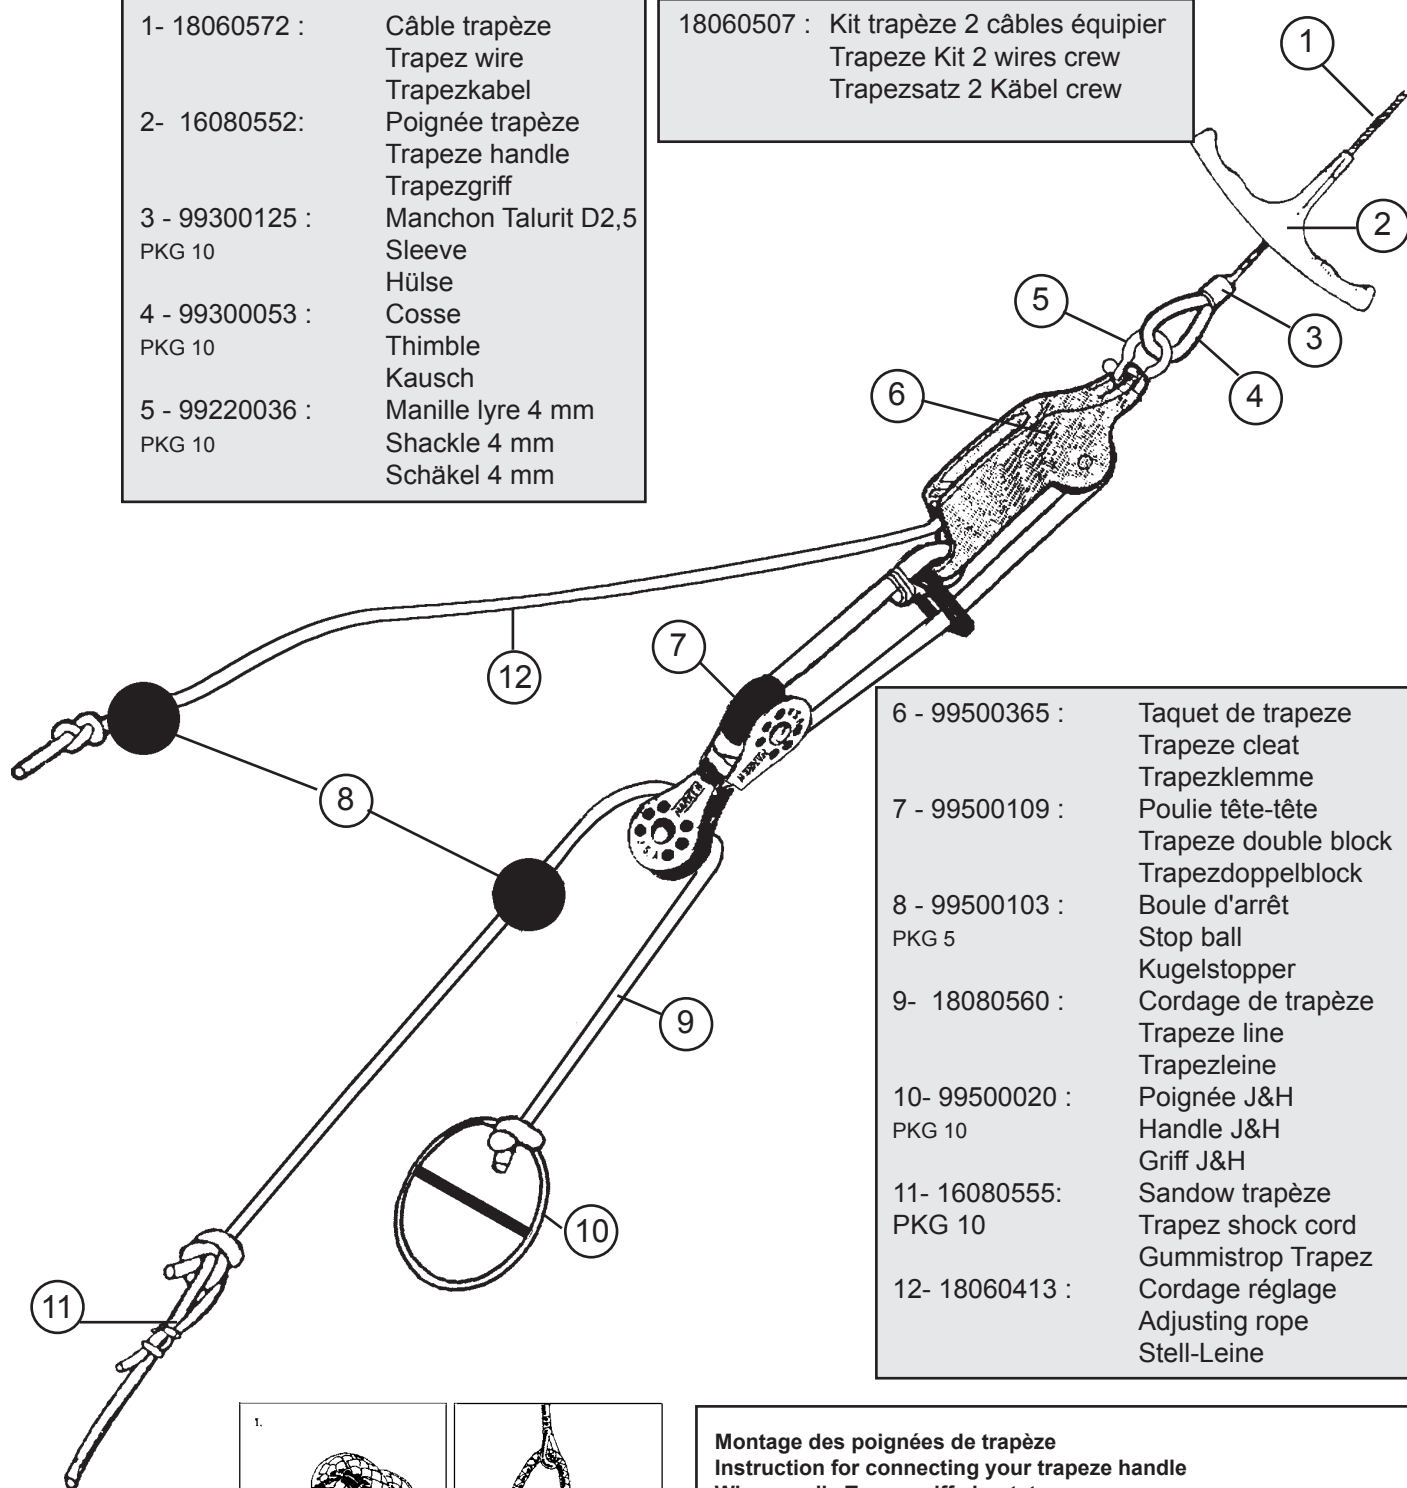 1- 18060572 : Câble trapèze
Trapez wire
Trapezkabel
2- 16080552: Poignée trapèze
Trapeze handle
Trapezgriff
3 - 99300125 : Manchon Talurit D2,5
PKG 10 Sleeve
Hülse
4 - 99300053 : Cosse
PKG 10 Thimble
Kausch
5 - 99220036 : Manille lyre 4 mm
PKG 10 Shackle 4 mm
Schäkel 4 mm
18060507 : Kit trapèze 2 câbles équipier
Trapeze Kit 2 wires crew
Trapezsatz 2 Käbel crew
1
2
3
4
5
6
7
12
8
9
10
11
HARKEN
HARKEN
USA
6 - 99500365 : Taquet de trapeze
Trapeze cleat
Trapezklemme
7 - 99500109 : Poulie tête-tête
Trapeze double block
Trapezdoppelblock
8 - 99500103 : Boule d'arrêt
PKG 5 Stop ball
Kugelstopper
9- 18080560 : Cordage de trapèze
Trapeze line
Trapezleine
10- 99500020 : Poignée J&H
PKG 10 Handle J&H
Griff J&H
11- 16080555: Sandow trapèze
PKG 10 Trapez shock cord
Gummistrop Trapez
12- 18060413 : Cordage réglage
Adjusting rope
Stell-Leine
1.
Montage des poignées de trapèze
Instruction for connecting your trapeze handle